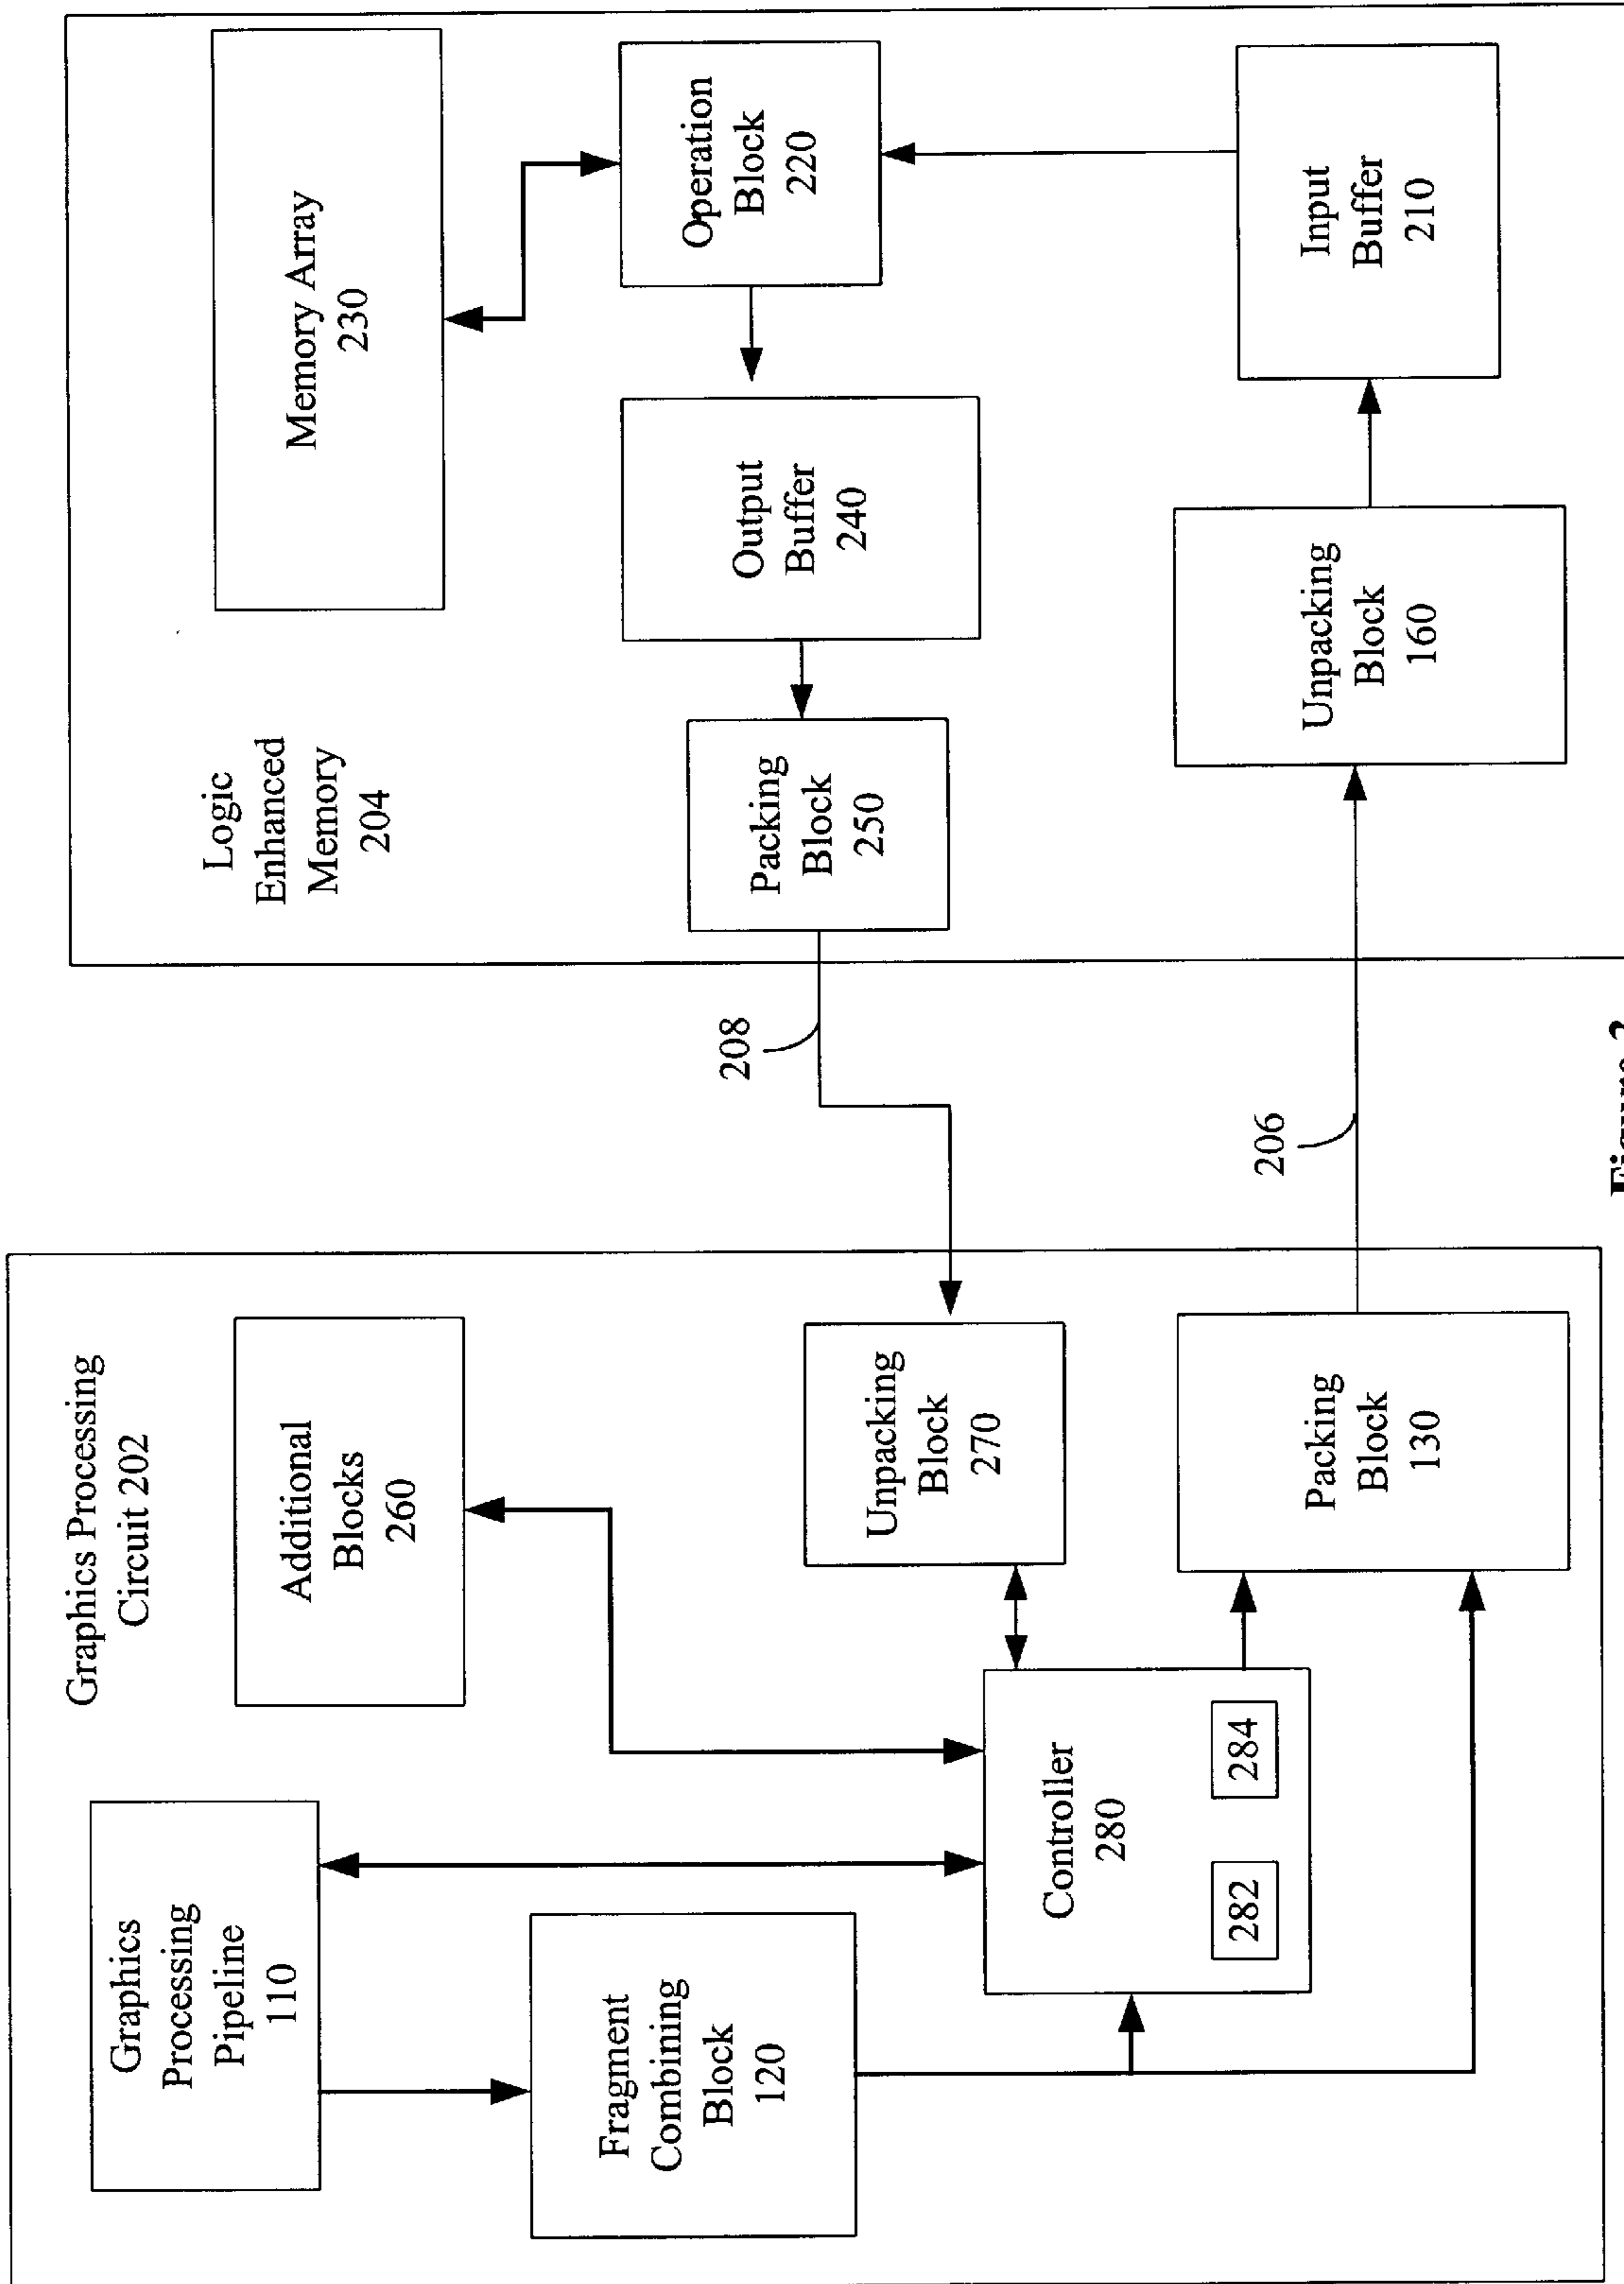 Graphics Processing
Circuit 202
Graphics
Processing
Pipeline
110
Additional
Blocks
260
Fragment
Combining
Block
120
Controller
280
282
284
Unpacking
Block
270
Packing
Block
130
208
206
Logic
Enhanced
Memory
204
Memory Array
230
Packing
Block
250
Output
Buffer
240
Operation
Block
220
Unpacking
Block
160
Input
Buffer
210
Figure